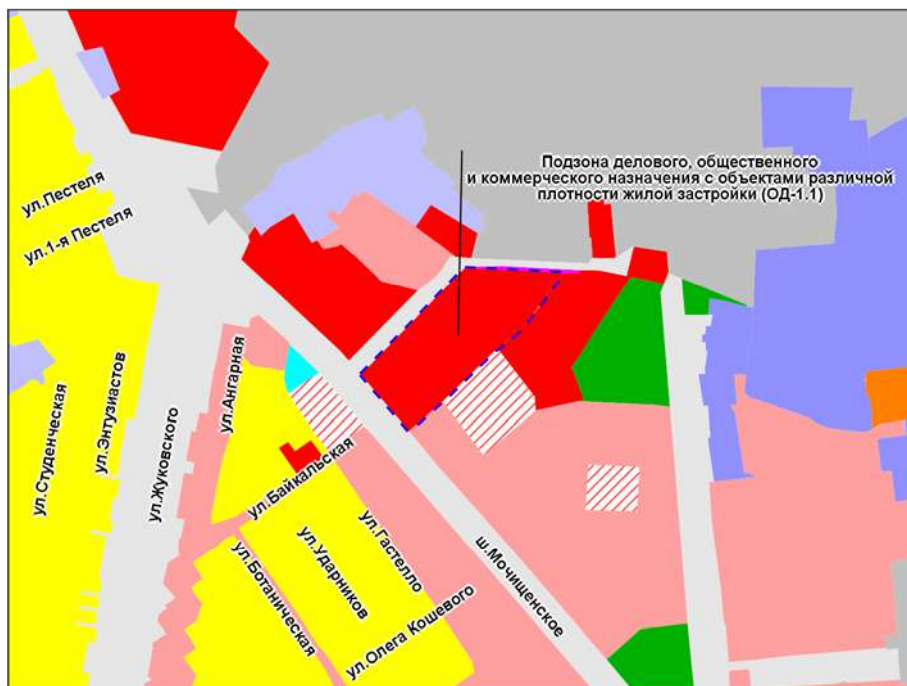 Подзона делового, общественного
и коммерческого назначения с объектами различной
плотности жилой застройки (ОД-1.1)
ул.Пестеля
ул.1-я Пестеля
ул.Студенческая
ул.Энтузиастов
ул.Жуковского
ул.Ангарная
ул.Байкальская
ул.Гастелло
ул.Ударников
ул.Ботаническая
ул.Олега Кошевого
ш.Мочищенское